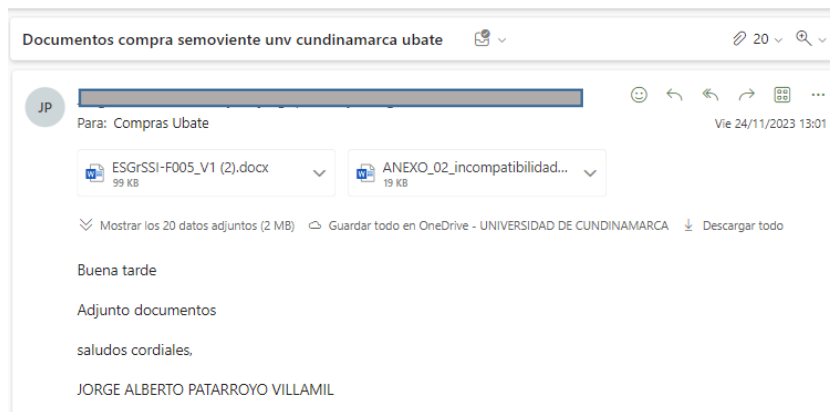 Documentos compra semoviente unv cundinamarca ubate
20
JP
Para: Compras Ubate
Vie 24/11/2023 13:01
ESGrSSI-F005_V1 (2).docx
99 KB
ANEXO_02_incompatibilidad...
19 KB
Mostrar los 20 datos adjuntos (2 MB)
Guardar todo en OneDrive - UNIVERSIDAD DE CUNDINAMARCA
Descargar todo
Buena tarde
Adjunto documentos
saludos cordiales,
JORGE ALBERTO PATARROYO VILLAMIL